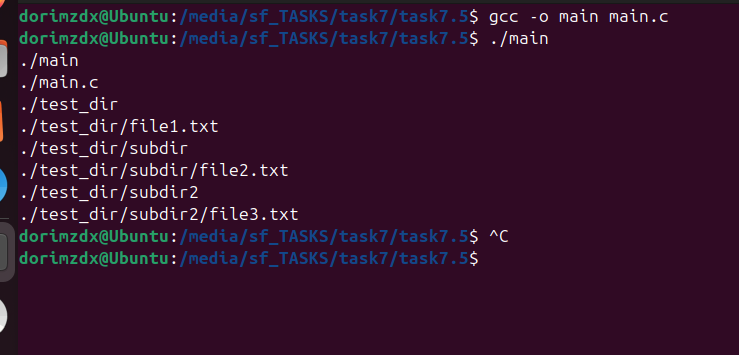 dorimzdx@Ubuntu:/media/sf_TASKS/task7/task7.5$ gcc -o main main.c
dorimzdx@Ubuntu:/media/sf_TASKS/task7/task7.5$ ./main
./main
./main.c
./test_dir
./test_dir/file1.txt
./test_dir/subdir
./test_dir/subdir/file2.txt
./test_dir/subdir2
./test_dir/subdir2/file3.txt
dorimzdx@Ubuntu:/media/sf_TASKS/task7/task7.5$ ^C
dorimzdx@Ubuntu:/media/sf_TASKS/task7/task7.5$